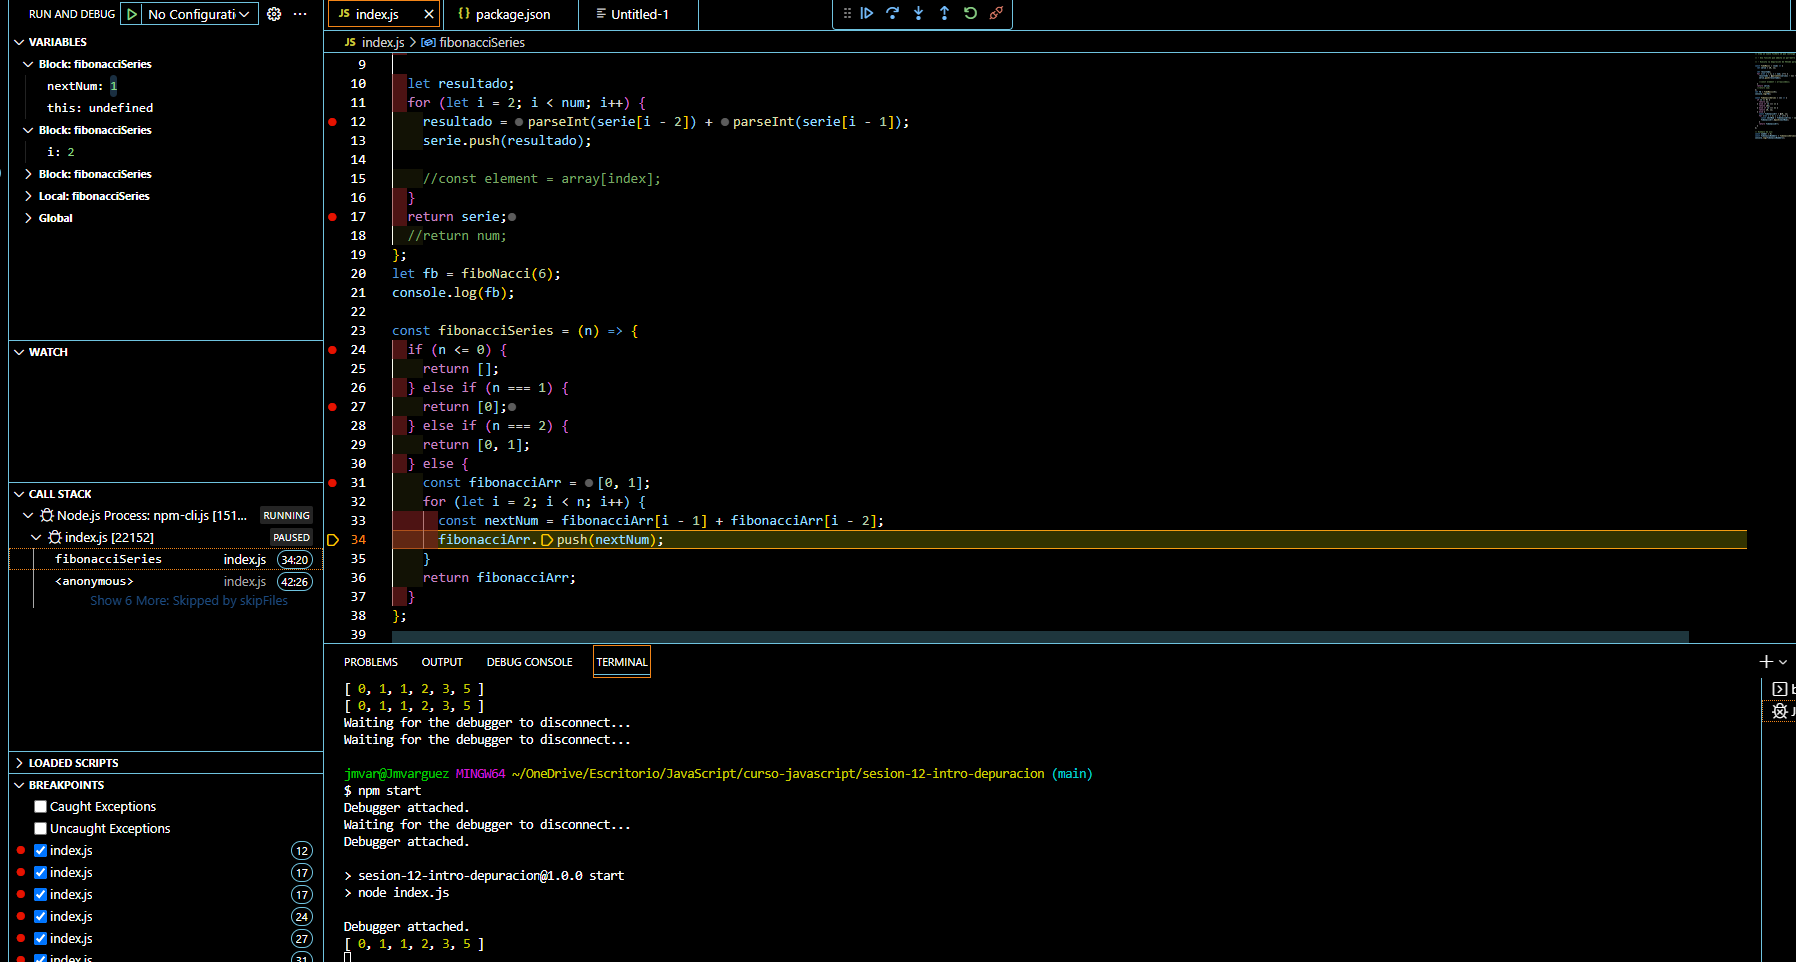 RUN AND DEBUG No Configurati
VARIABLES
Block: fibonacciSeries
nextNum: 1
this: undefined
Block: fibonacciSeries
i: 2
Block: fibonacciSeries
Local: fibonacciSeries
Global
WATCH
CALL STACK
Node.js Process: npm-cli.js [151... RUNNING
index.js [22152] PAUSED
fibonacciSeries index.js 34:20
<anonymous> index.js 42:26
Show 6 More: Skipped by skipFiles
LOADED SCRIPTS
BREAKPOINTS
Caught Exceptions
Uncaught Exceptions
index.js 12
index.js 17
index.js 17
index.js 24
index.js 27
index.js 31
JS index.js {} package.json Untitled-1
JS index.js > fibonacciSeries
9
10 let resultado;
11 for (let i = 2; i < num; i++) {
12 resultado = parseInt(serie[i - 2]) + parseInt(serie[i - 1]);
13 serie.push(resultado);
14
15 //const element = array[index];
16 }
17 return serie;
18 //return num;
19 };
20 let fb = fiboNacci(6);
21 console.log(fb);
22
23 const fibonacciSeries = (n) => {
24 if (n <= 0) {
25 return [];
26 } else if (n === 1) {
27 return [0];
28 } else if (n === 2) {
29 return [0, 1];
30 } else {
31 const fibonacciArr = [0, 1];
32 for (let i = 2; i < n; i++) {
33 const nextNum = fibonacciArr[i - 1] + fibonacciArr[i - 2];
34 fibonacciArr.push(nextNum);
35 }
36 return fibonacciArr;
37 }
38 };
39
PROBLEMS OUTPUT DEBUG CONSOLE TERMINAL
[ 0, 1, 1, 2, 3, 5 ]
[ 0, 1, 1, 2, 3, 5 ]
Waiting for the debugger to disconnect...
Waiting for the debugger to disconnect...
jmvar@Jmvarguez MINGW64 ~/OneDrive/Escritorio/JavaScript/curso-javascript/sesion-12-intro-depuracion (main)
$ npm start
Debugger attached.
Waiting for the debugger to disconnect...
Debugger attached.
> sesion-12-intro-depuracion@1.0.0 start
> node index.js
Debugger attached.
[ 0, 1, 1, 2, 3, 5 ]